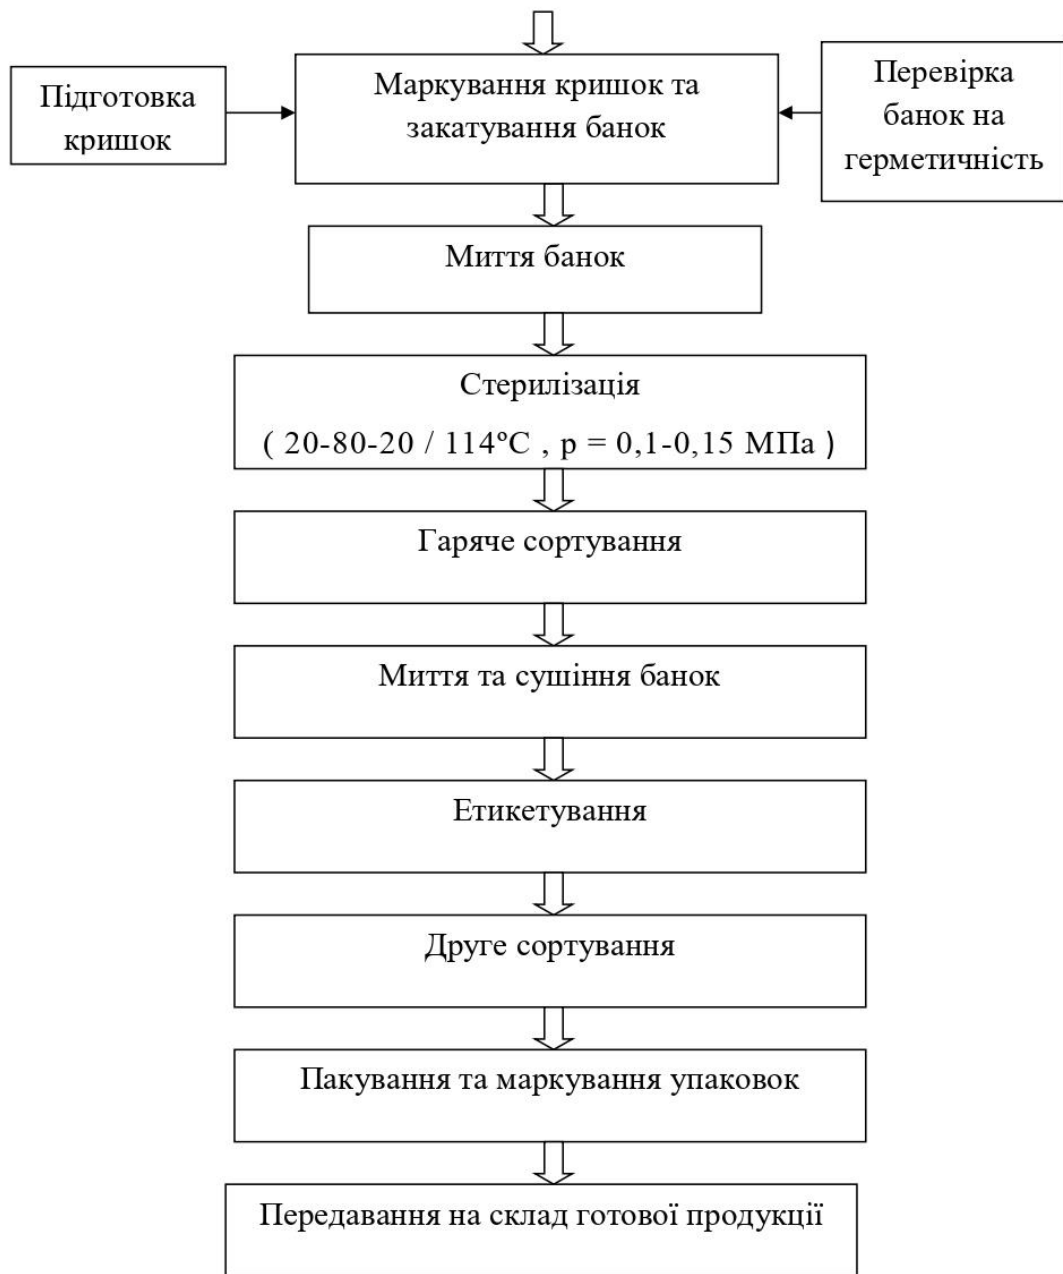 Підготовка
кришок
Маркування кришок та
закатування банок
Перевірка
банок на
герметичність
Миття банок
Стерилізація
( 20-80-20 / 114ºС , р = 0,1-0,15 МПа )
Гаряче сортування
Миття та сушіння банок
Етикетування
Друге сортування
Пакування та маркування упаковок
Передавання на склад готової продукції